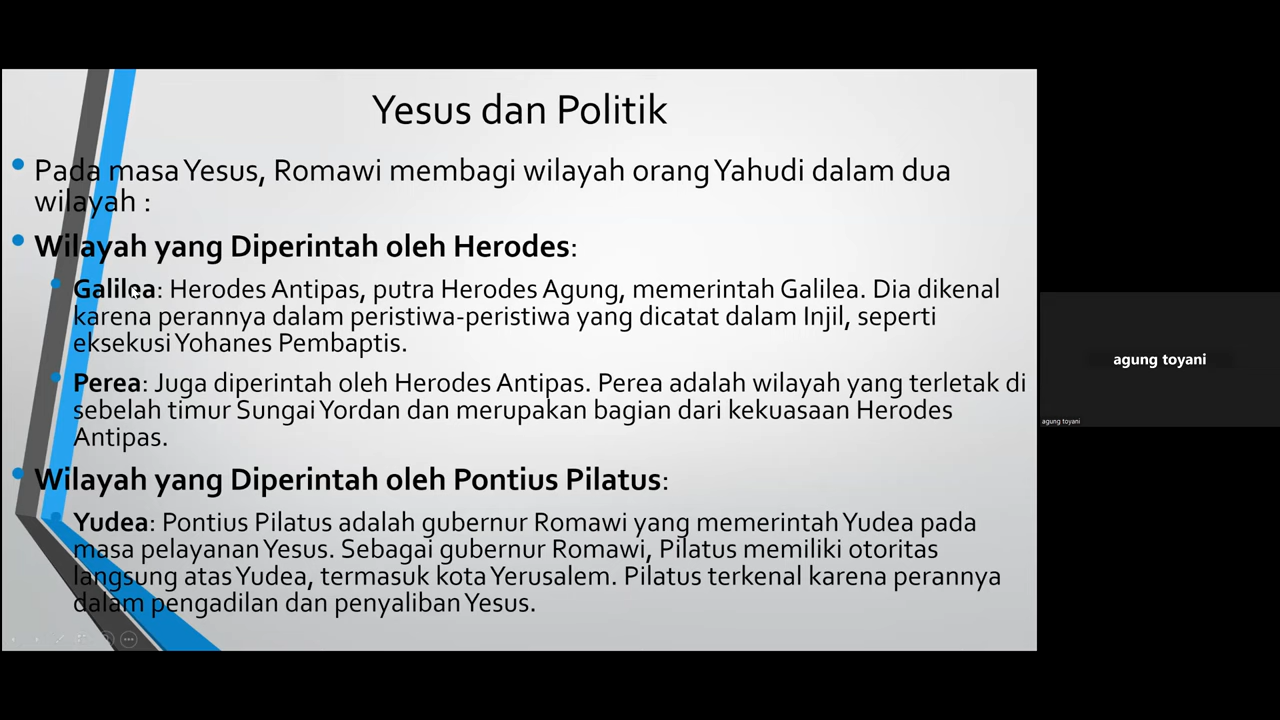 Yesus dan Politik
Pada masa Yesus, Romawi membagi wilayah orang Yahudi dalam dua
wilayah :
Wilayah yang Diperintah oleh Herodes:
Galilea: Herodes Antipas, putra Herodes Agung, memerintah Galilea. Dia dikenal
karena perannya dalam peristiwa-peristiwa yang dicatat dalam Injil, seperti
eksekusi Yohanes Pembaptis.
Perea: Juga diperintah oleh Herodes Antipas. Perea adalah wilayah yang terletak di
sebelah timur Sungai Yordan dan merupakan bagian dari kekuasaan Herodes
Antipas.
Wilayah yang Diperintah oleh Pontius Pilatus:
Yudea: Pontius Pilatus adalah gubernur Romawi yang memerintah Yudea pada
masa pelayanan Yesus. Sebagai gubernur Romawi, Pilatus memiliki otoritas
langsung atas Yudea, termasuk kota Yerusalem. Pilatus terkenal karena perannya
dalam pengadilan dan penyaliban Yesus.
agung toyani
agung toyani